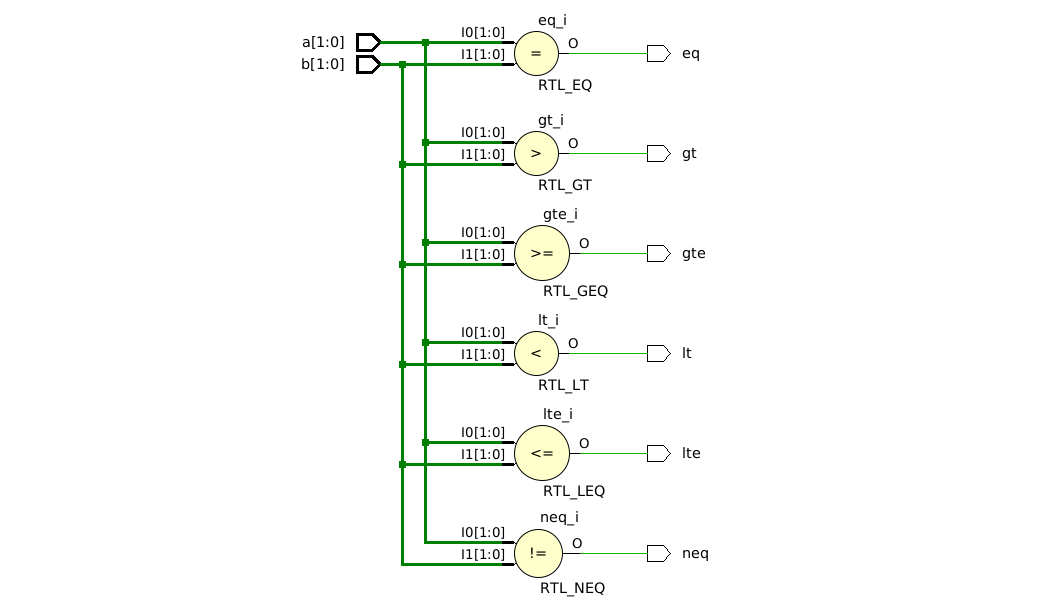 a[1:0]
b[1:0]
eq_i
I0[1:0]
I1[1:0]
=
O
RTL_EQ
eq
gt_i
I0[1:0]
I1[1:0]
>
O
RTL_GT
gt
gte_i
I0[1:0]
I1[1:0]
>=
O
RTL_GEQ
gte
lt_i
I0[1:0]
I1[1:0]
<
O
RTL_LT
lt
lte_i
I0[1:0]
I1[1:0]
<=
O
RTL_LEQ
lte
neq_i
I0[1:0]
I1[1:0]
!=
O
RTL_NEQ
neq